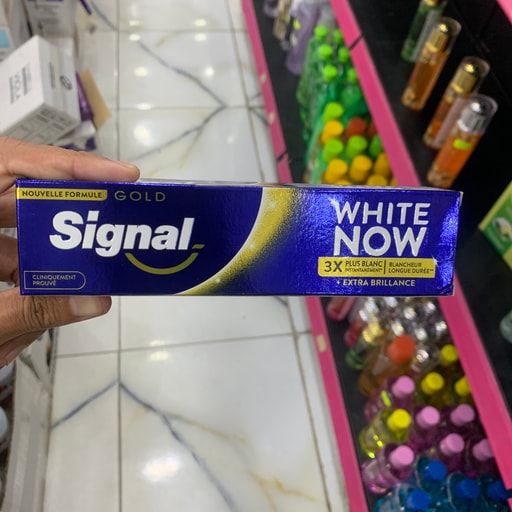 NOUVELLE FORMULE GOLD
Signal
CLINIQUEMENT
PROUVÉ
WHITE
NOW
3X PLUS BLANC
INSTANTANÉMENT*
BLANCHEUR
LONGUE DURÉE**
+ EXTRA BRILLANCE